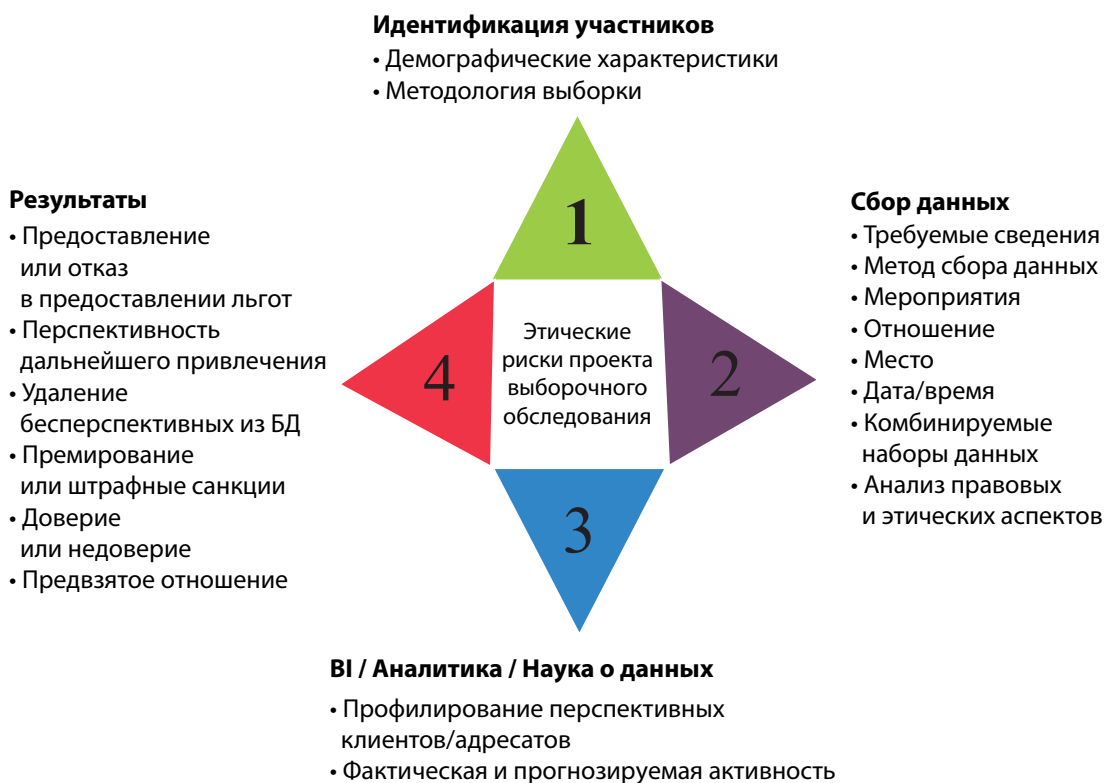 Идентификация участников
• Демографические характеристики
• Методология выборки
1
Сбор данных
• Требуемые сведения
• Метод сбора данных
• Мероприятия
• Отношение
• Место
• Дата/время
• Комбинируемые
наборы данных
• Анализ правовых
и этических аспектов
2
Этические
риски проекта
выборочного
обследования
3
BI / Аналитика / Наука о данных
• Профилирование перспективных
клиентов/адресатов
• Фактическая и прогнозируемая активность
4
Результаты
• Предоставление
или отказ
в предоставлении льгот
• Перспективность
дальнейшего привлечения
• Удаление
бесперспективных из БД
• Премирование
или штрафные санкции
• Доверие
или недоверие
• Предвзятое отношение